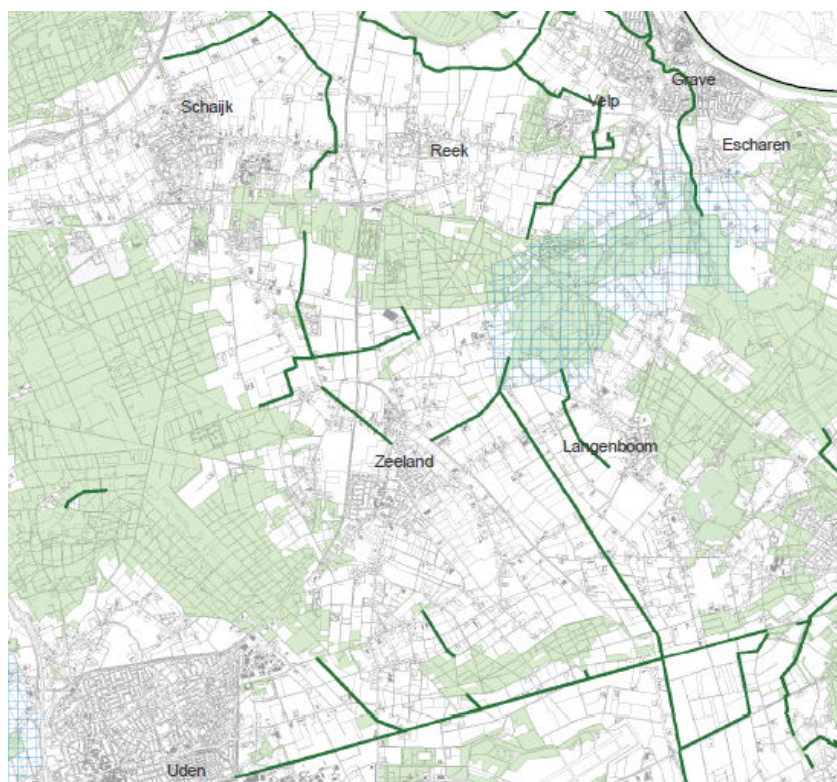 Grave
Velp
Schaijk
Escharen
Reek
Langenboom
Zeeland
Uden